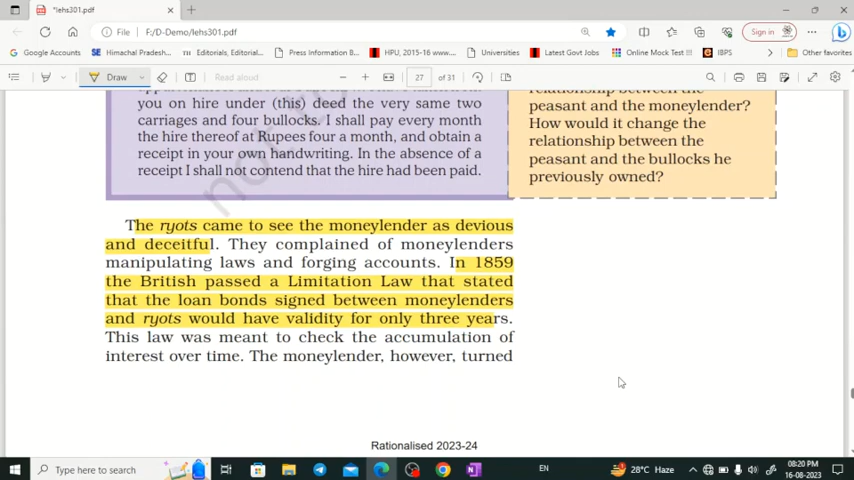 *lehs301.pdf
File
F:/D-Demo/lehs301.pdf
Sign in
Google Accounts
Himachal Pradesh...
Editorials, Editorial...
Press Information B...
HPU, 2015-16 www....
Universities
Latest Govt Jobs
Online Mock Test !!!...
IBPS
Other favorites
Draw
Read aloud
27
of 31
you on hire under (this) deed the very same two
carriages and four bullocks. I shall pay every month
the hire thereof at Rupees four a month, and obtain a
receipt in your own handwriting. In the absence of a
receipt I shall not contend that the hire had been paid.
relationship between the
peasant and the moneylender?
How would it change the
relationship between the
peasant and the bullocks he
previously owned?
The ryots came to see the moneylender as devious
and deceitful. They complained of moneylenders
manipulating laws and forging accounts. In 1859
the British passed a Limitation Law that stated
that the loan bonds signed between moneylenders
and ryots would have validity for only three years.
This law was meant to check the accumulation of
interest over time. The moneylender, however, turned
Rationalised 2023-24
Type here to search
28°C Haze
EN
08:20 PM
16-08-2023